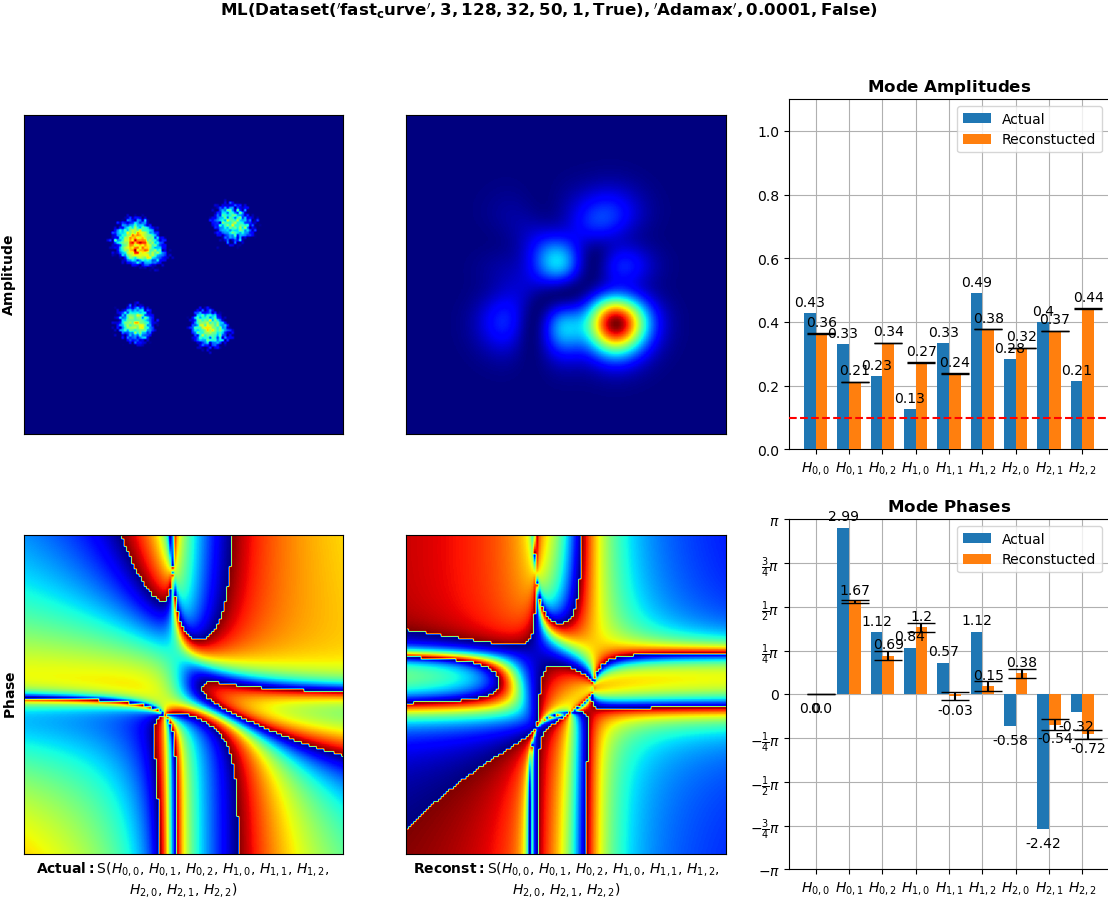 ML(Dataset('fast_curve', 3, 128, 32, 50, 1, True), 'Adamax', 0.0001, False)
Amplitude
Mode Amplitudes
Actual
Reconstucted
1.0
0.8
0.6
0.4
0.2
0.0
0.43 0.33 0.23 0.13 0.33 0.49 0.28 0.4 0.21
0.36 0.21 0.34 0.27 0.24 0.38 0.32 0.37 0.44
H0,0 H0,1 H0,2 H1,0 H1,1 H1,2 H2,0 H2,1 H2,2
Phase
Actual: S(H0,0, H0,1, H0,2, H1,0, H1,1, H1,2,
H2,0, H2,1, H2,2)
Reconst: S(H0,0, H0,1, H0,2, H1,0, H1,1, H1,2,
H2,0, H2,1, H2,2)
Mode Phases
Actual
Reconstucted
π
3/4π
1/2π
1/4π
0
−1/4π
−1/2π
−3/4π
−π
0.0 2.99 1.12 0.84 0.57 1.12 -0.58 -2.42 -0.32
0.0 1.67 0.69 1.2 -0.03 0.15 0.38 -0.54 -0.72
H0,0 H0,1 H0,2 H1,0 H1,1 H1,2 H2,0 H2,1 H2,2